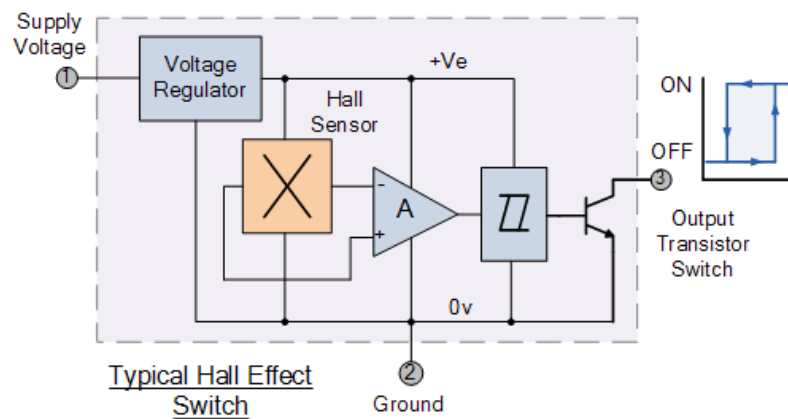 Supply
Voltage
1
Voltage
Regulator
+Ve
Hall
Sensor
-
A
+
0v
ON
OFF
3
Output
Transistor
Switch
2
Ground
Typical Hall Effect
Switch